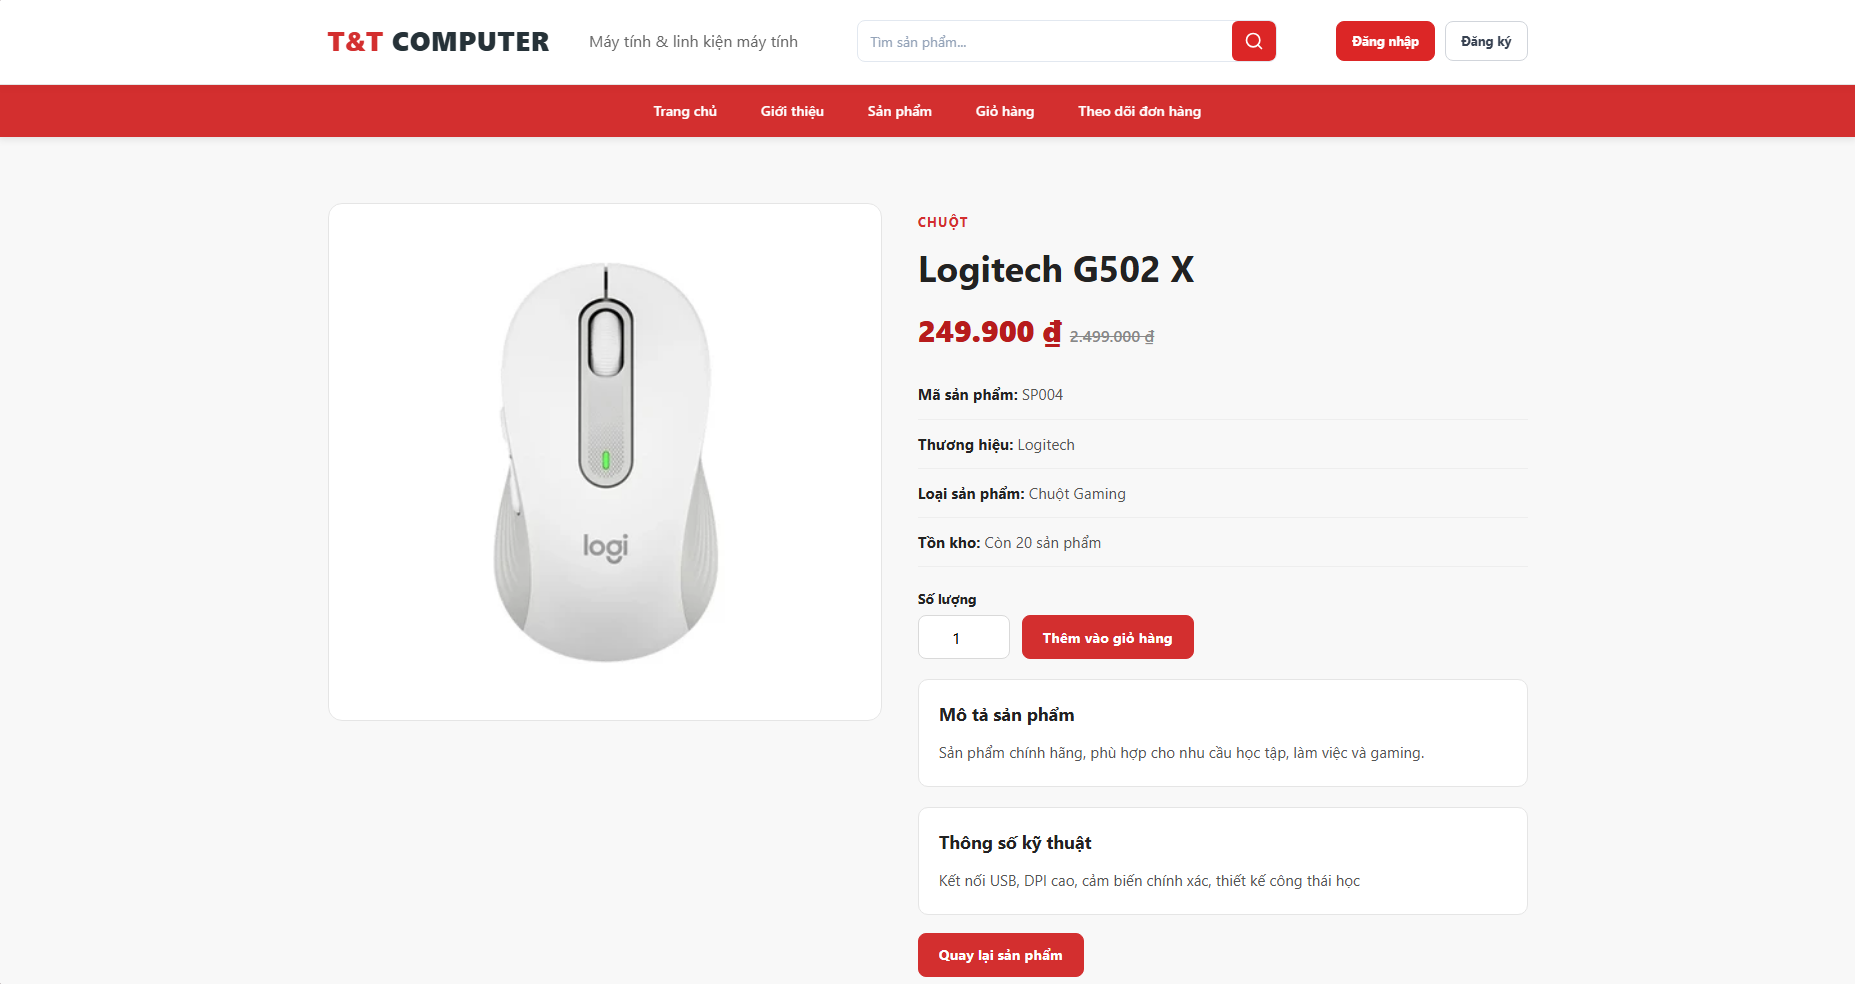 T&T COMPUTER
Máy tính & linh kiện máy tính
Tìm sản phẩm...
Đăng nhập
Đăng ký
Trang chủ
Giới thiệu
Sản phẩm
Giỏ hàng
Theo dõi đơn hàng
logi
CHUỘT
Logitech G502 X
249.900 ₫ 2.499.000 ₫
Mã sản phẩm: SP004
Thương hiệu: Logitech
Loại sản phẩm: Chuột Gaming
Tồn kho: Còn 20 sản phẩm
Số lượng
1
Thêm vào giỏ hàng
Mô tả sản phẩm
Sản phẩm chính hãng, phù hợp cho nhu cầu học tập, làm việc và gaming.
Thông số kỹ thuật
Kết nối USB, DPI cao, cảm biến chính xác, thiết kế công thái học
Quay lại sản phẩm